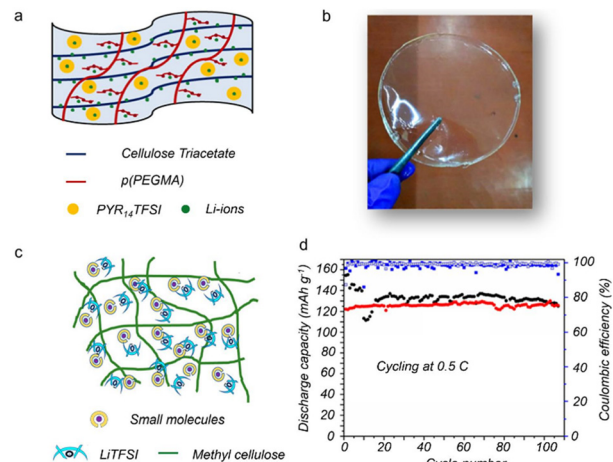 a
Cellulose Triacetate
p(PEGMA)
PYR14TFSI Li-ions
b
c
Small molecules
LiTFSI Methyl cellulose
d
Discharge capacity (mAh g⁻¹)
160
140
120
100
80
60
40
20
0
Cycling at 0.5 C
100
80
60
40
20
0
Coulombic efficiency (%)
0 20 40 60 80 100
Cycle number